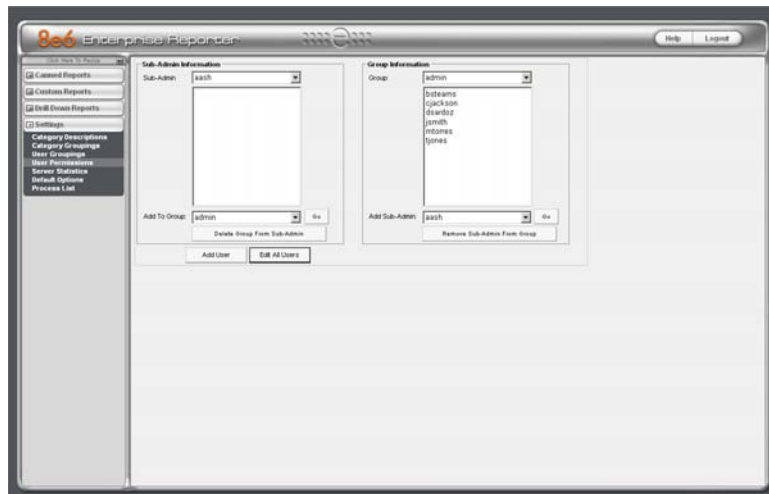 8e6 Enterprise Reporter
Help
Logout
Canned Reports
Custom Reports
Drill Down Reports
Settings
Category Descriptions
Category Groupings
User Groupings
User Permissions
Server Statistics
Default Options
Process List
Sub-Admin Information
Sub-Admin
aash
Add To Group
admin
Go
Delete Group From Sub-Admin
Group Information
Group
admin
bstearns
cjackson
dsardoz
jsmith
mtorres
tjones
Add Sub-Admin
aash
Go
Remove Sub-Admin From Group
Add User
Edit All Users